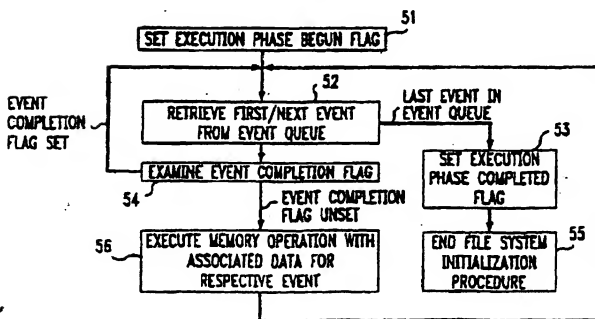 51
SET EXECUTION PHASE BEGUN FLAG
52
RETRIEVE FIRST/NEXT EVENT
FROM EVENT QUEUE
EVENT
COMPLETION
FLAG SET
LAST EVENT IN
EVENT QUEUE
53
SET EXECUTION
PHASE COMPLETED
FLAG
EXAMINE EVENT COMPLETION FLAG
54
EVENT COMPLETION
FLAG UNSET
55
END FILE SYSTEM
INITIALIZATION
PROCEDURE
56
EXECUTE MEMORY OPERATION WITH
ASSOCIATED DATA FOR
RESPECTIVE EVENT